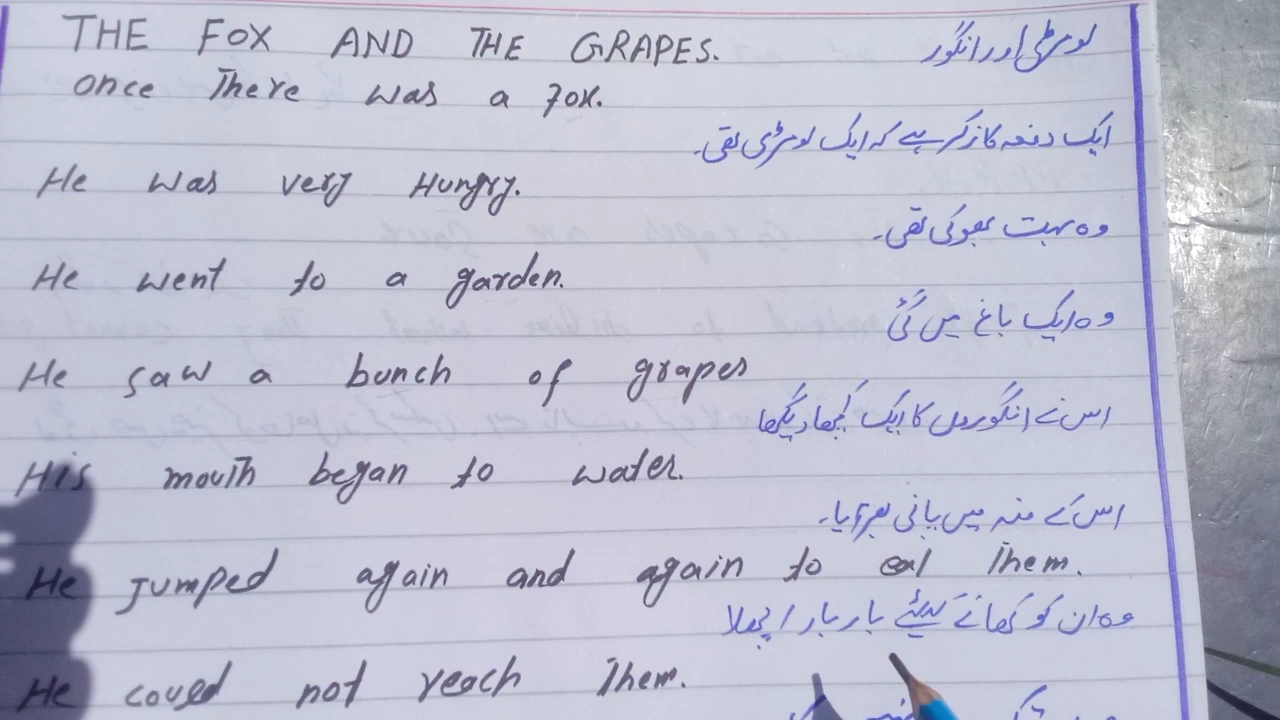 THE FOX AND THE GRAPES. لومڑی اور انگور
once There was a Fox.
ایک دفعہ کا زکر ہے کہ ایک لومڑی تھی۔
He was very Hungry.
وہ بہت بھوکی تھی۔
He went to a garden.
وہ ایک باغ میں گئی
He saw a bunch of grapes
اس نے انگوروں کا ایک گچھا دیکھا
His mouth began to water.
اس کے منہ میں پانی بھر آیا۔
He Jumped again and again to eat Them.
وہ ان کو کھانے کیلئے بار بار اچھلا
He coued not reach Them.